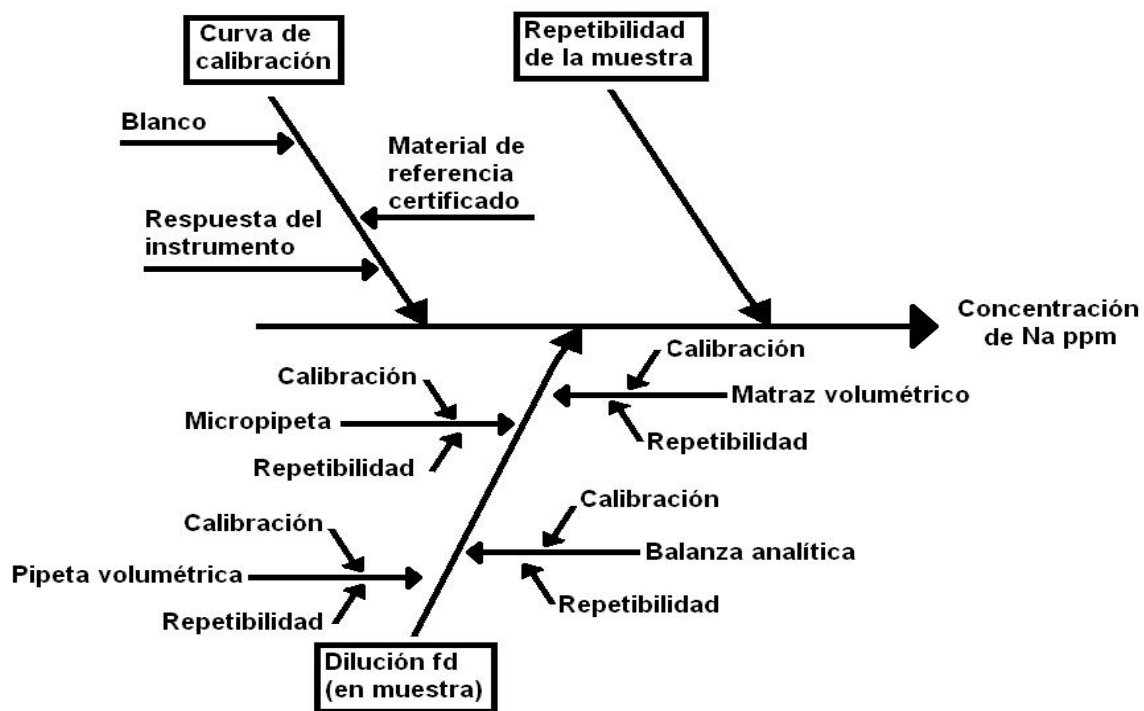 Curva de
calibración
Repetibilidad
de la muestra
Blanco
Material de
referencia
certificado
Respuesta del
instrumento
Concentración
de Na ppm
Calibración
Matraz volumétrico
Repetibilidad
Calibración
Micropipeta
Repetibilidad
Calibración
Balanza analítica
Repetibilidad
Calibración
Pipeta volumétrica
Repetibilidad
Dilución fd
(en muestra)